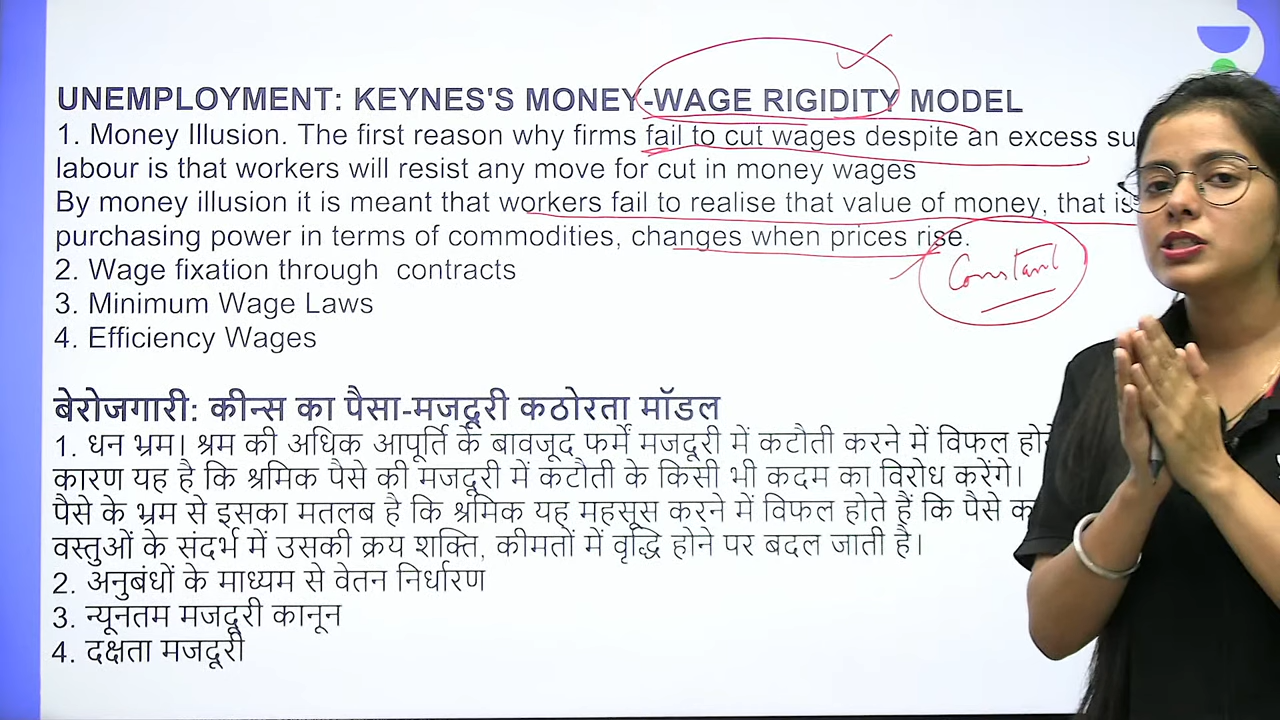 UNEMPLOYMENT: KEYNES'S MONEY-WAGE RIGIDITY MODEL
1. Money Illusion. The first reason why firms fail to cut wages despite an excess su
labour is that workers will resist any move for cut in money wages
By money illusion it is meant that workers fail to realise that value of money, that is
purchasing power in terms of commodities, changes when prices rise.
Constant
2. Wage fixation through contracts
3. Minimum Wage Laws
4. Efficiency Wages
बेरोजगारी: कीन्स का पैसा-मजदूरी कठोरता मॉडल
1. धन भ्रम। श्रम की अधिक आपूर्ति के बावजूद फर्में मजदूरी में कटौती करने में विफल होने
कारण यह है कि श्रमिक पैसे की मजदूरी में कटौती के किसी भी कदम का विरोध करेंगे।
पैसे के भ्रम से इसका मतलब है कि श्रमिक यह महसूस करने में विफल होते हैं कि पैसे क
वस्तुओं के संदर्भ में उसकी क्रय शक्ति, कीमतों में वृद्धि होने पर बदल जाती है।
2. अनुबंधों के माध्यम से वेतन निर्धारण
3. न्यूनतम मजदूरी कानून
4. दक्षता मजदूरी